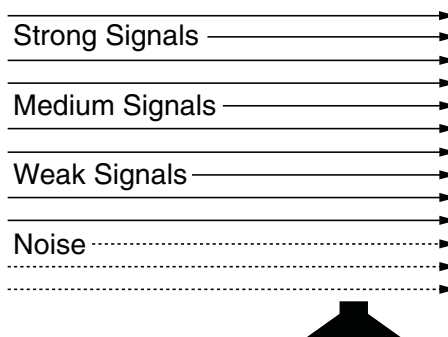 Strong Signals
Medium Signals
Weak Signals
Noise